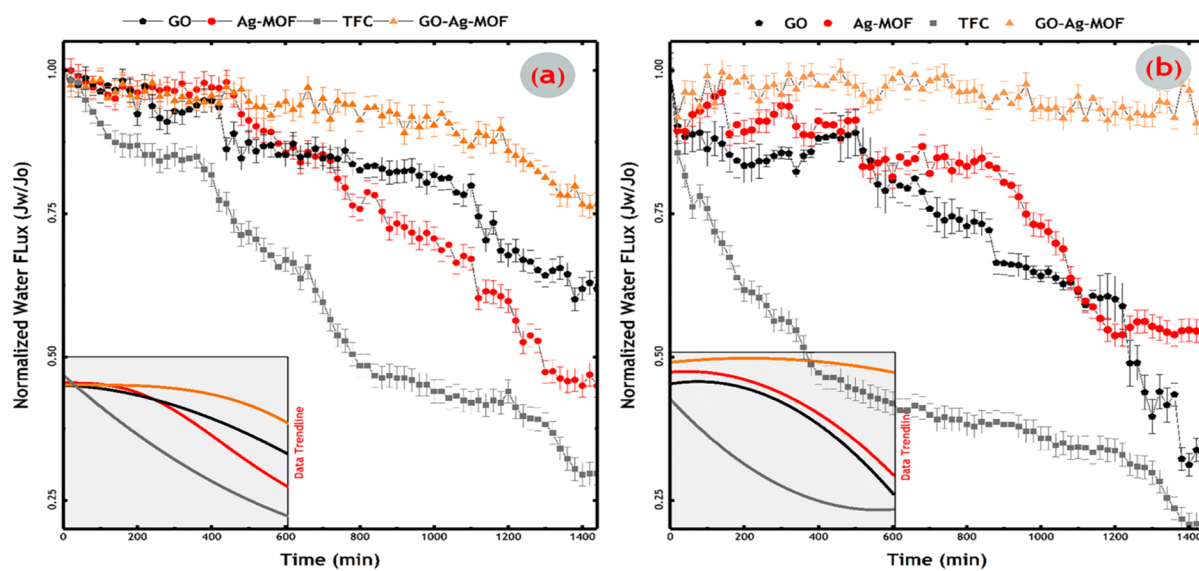 GO Ag-MOF TFC GO-Ag-MOF
(a)
1.00
0.75
0.50
0.25
Normalized Water FLux (Jw/Jo)
Data Trendline
0 200 400 600 800 1000 1200 1400
Time (min)
GO Ag-MOF TFC GO-Ag-MOF
(b)
1.00
0.75
0.50
0.25
Normalized Water FLux (Jw/Jo)
Data Trendline
0 200 400 600 800 1000 1200 1400
Time (min)